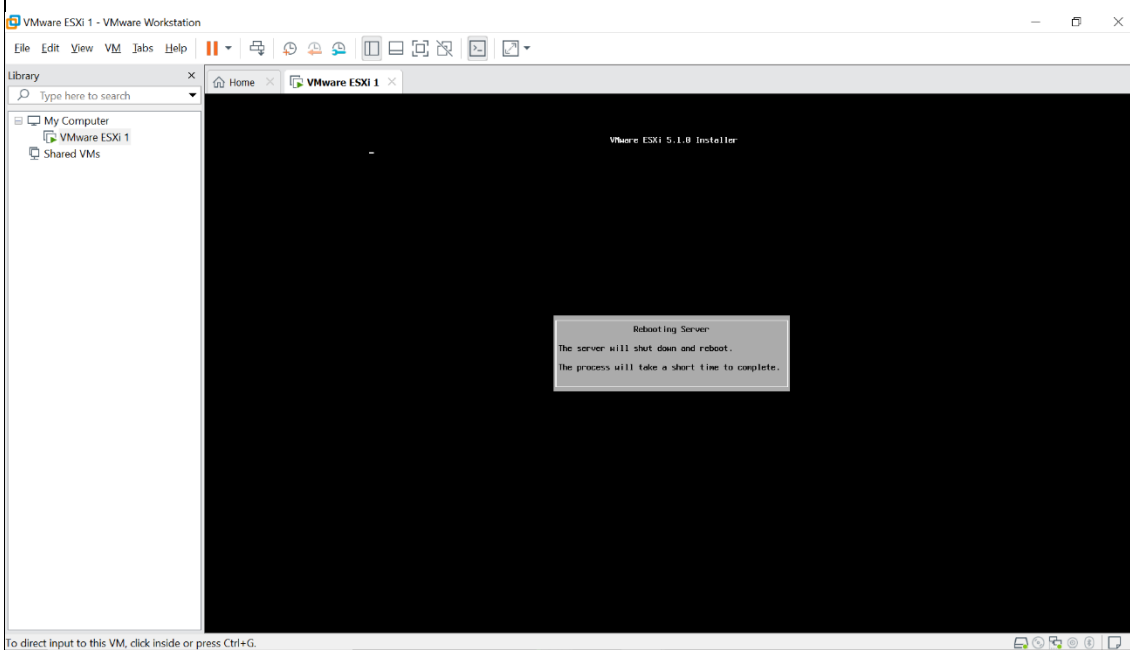 VMware ESXi 1 - VMware Workstation
File Edit View VM Tabs Help
Library
Home
VMware ESXi 1
Type here to search
My Computer
VMware ESXi 1
Shared VMs
VMware ESXi 5.1.0 Installer
Rebooting Server
The server will shut down and reboot.
The process will take a short time to complete.
To direct input to this VM, click inside or press Ctrl+G.